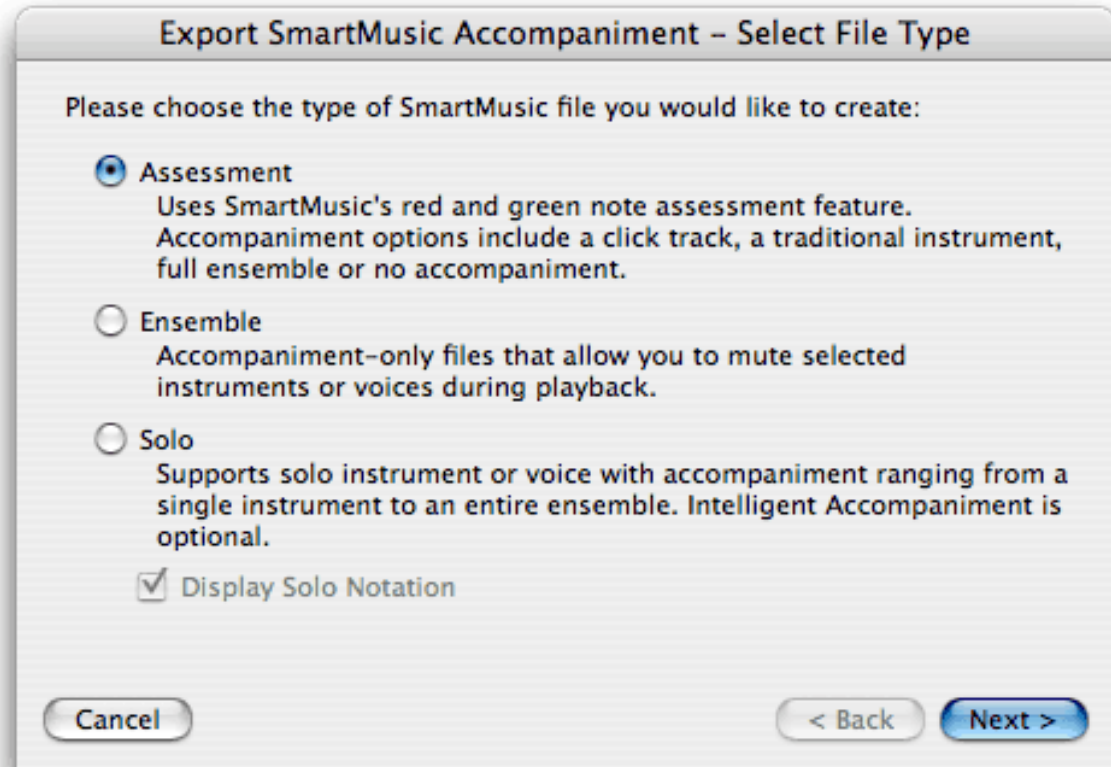 Export SmartMusic Accompaniment – Select File Type
Please choose the type of SmartMusic file you would like to create:
Assessment
Uses SmartMusic's red and green note assessment feature.
Accompaniment options include a click track, a traditional instrument,
full ensemble or no accompaniment.
Ensemble
Accompaniment-only files that allow you to mute selected
instruments or voices during playback.
Solo
Supports solo instrument or voice with accompaniment ranging from a
single instrument to an entire ensemble. Intelligent Accompaniment is
optional.
Display Solo Notation
Cancel
< Back
Next >